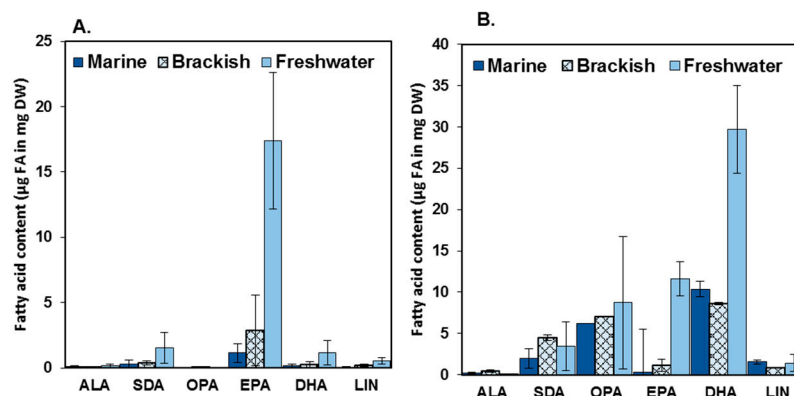 A.
Fatty acid content (µg FA in mg DW)
25
20
15
10
5
0
Marine Brackish Freshwater
ALA SDA OPA EPA DHA LIN
B.
Fatty acid content (µg FA in mg DW)
40
35
30
25
20
15
10
5
0
Marine Brackish Freshwater
ALA SDA OPA EPA DHA LIN